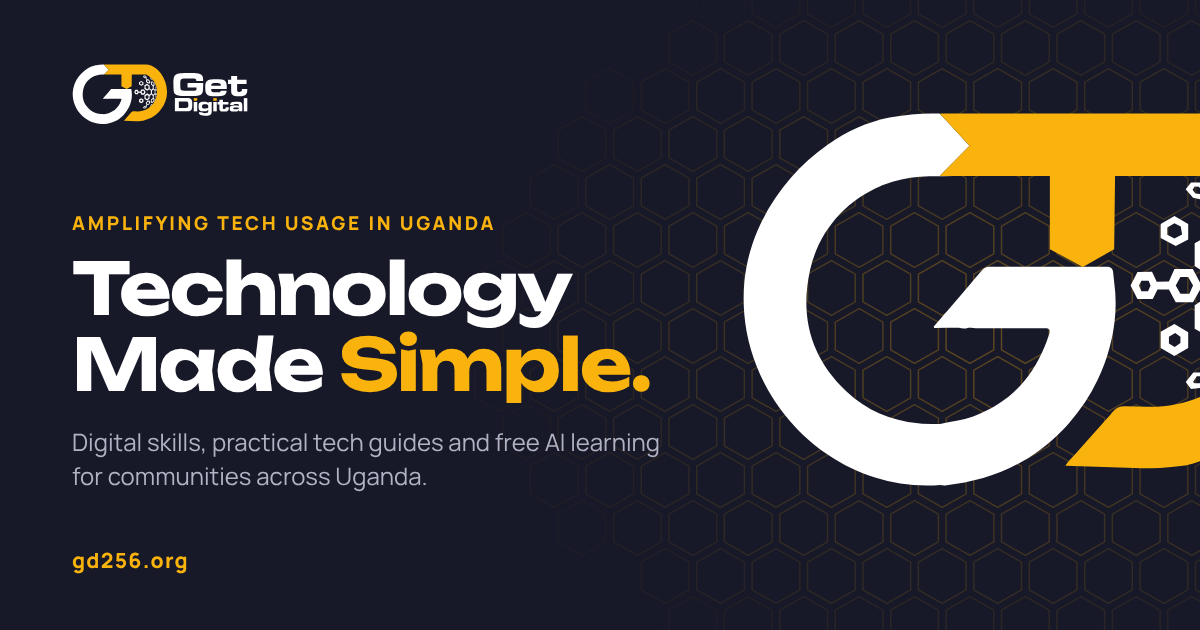 Get
Digital
AMPLIFYING TECH USAGE IN UGANDA
Technology
Made Simple.
Digital skills, practical tech guides and free AI learning
for communities across Uganda.
gd256.org